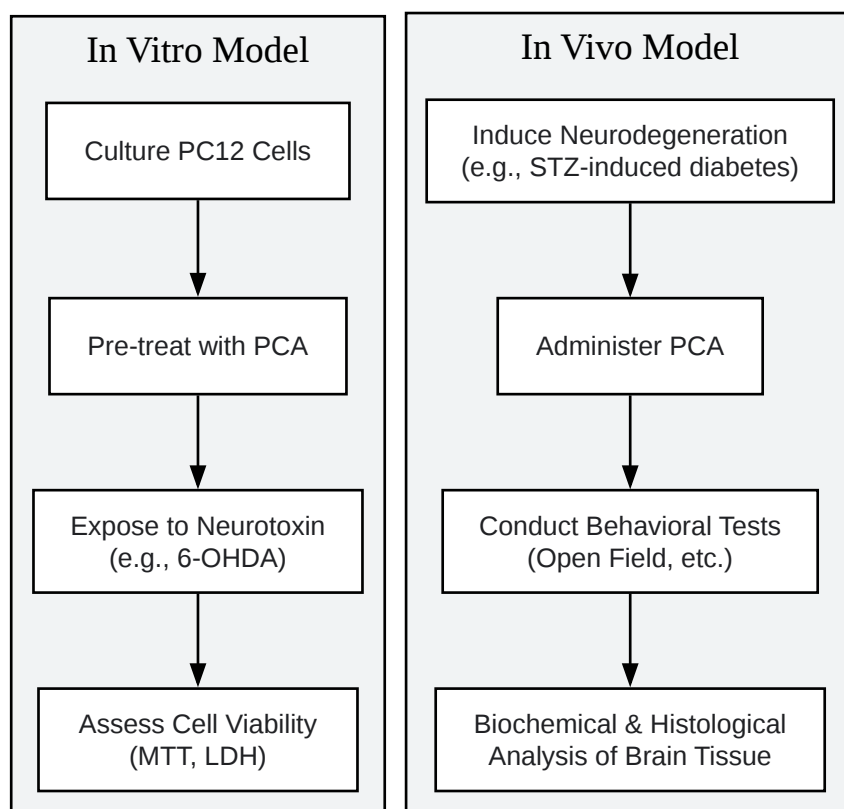 In Vitro Model
Culture PC12 Cells
Pre-treat with PCA
Expose to Neurotoxin
(e.g., 6-OHDA)
Assess Cell Viability
(MTT, LDH)
In Vivo Model
Induce Neurodegeneration
(e.g., STZ-induced diabetes)
Administer PCA
Conduct Behavioral Tests
(Open Field, etc.)
Biochemical & Histological
Analysis of Brain Tissue